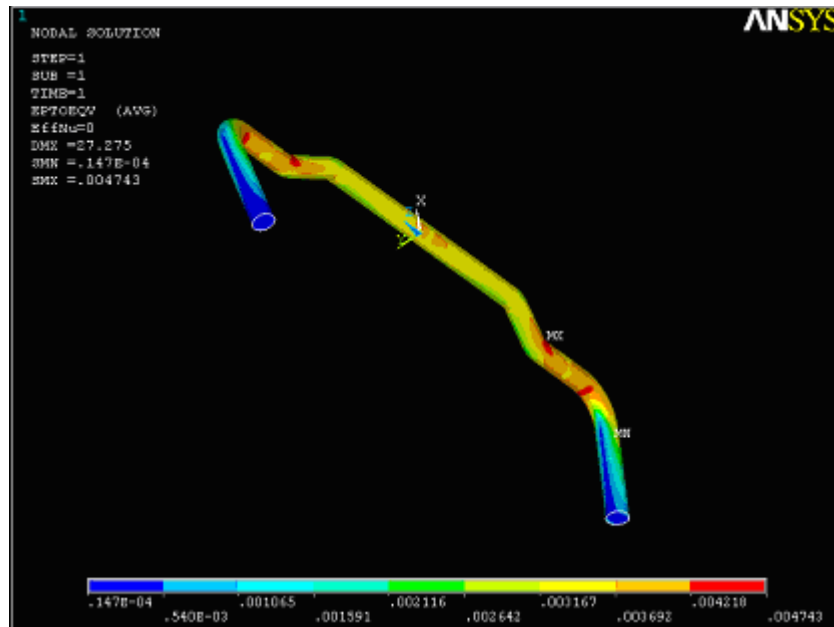 1
ANSYS
NODAL SOLUTION
STEP=1
SUB =1
TIME=1
EPTOEQV (AVG)
EffNu=0
DMX =27.275
SMN =.147E-04
SMX =.004743
X
Y
MX
MN
.147E-04 .001065 .002116 .003167 .004218
.540E-03 .001591 .002642 .003692 .004743